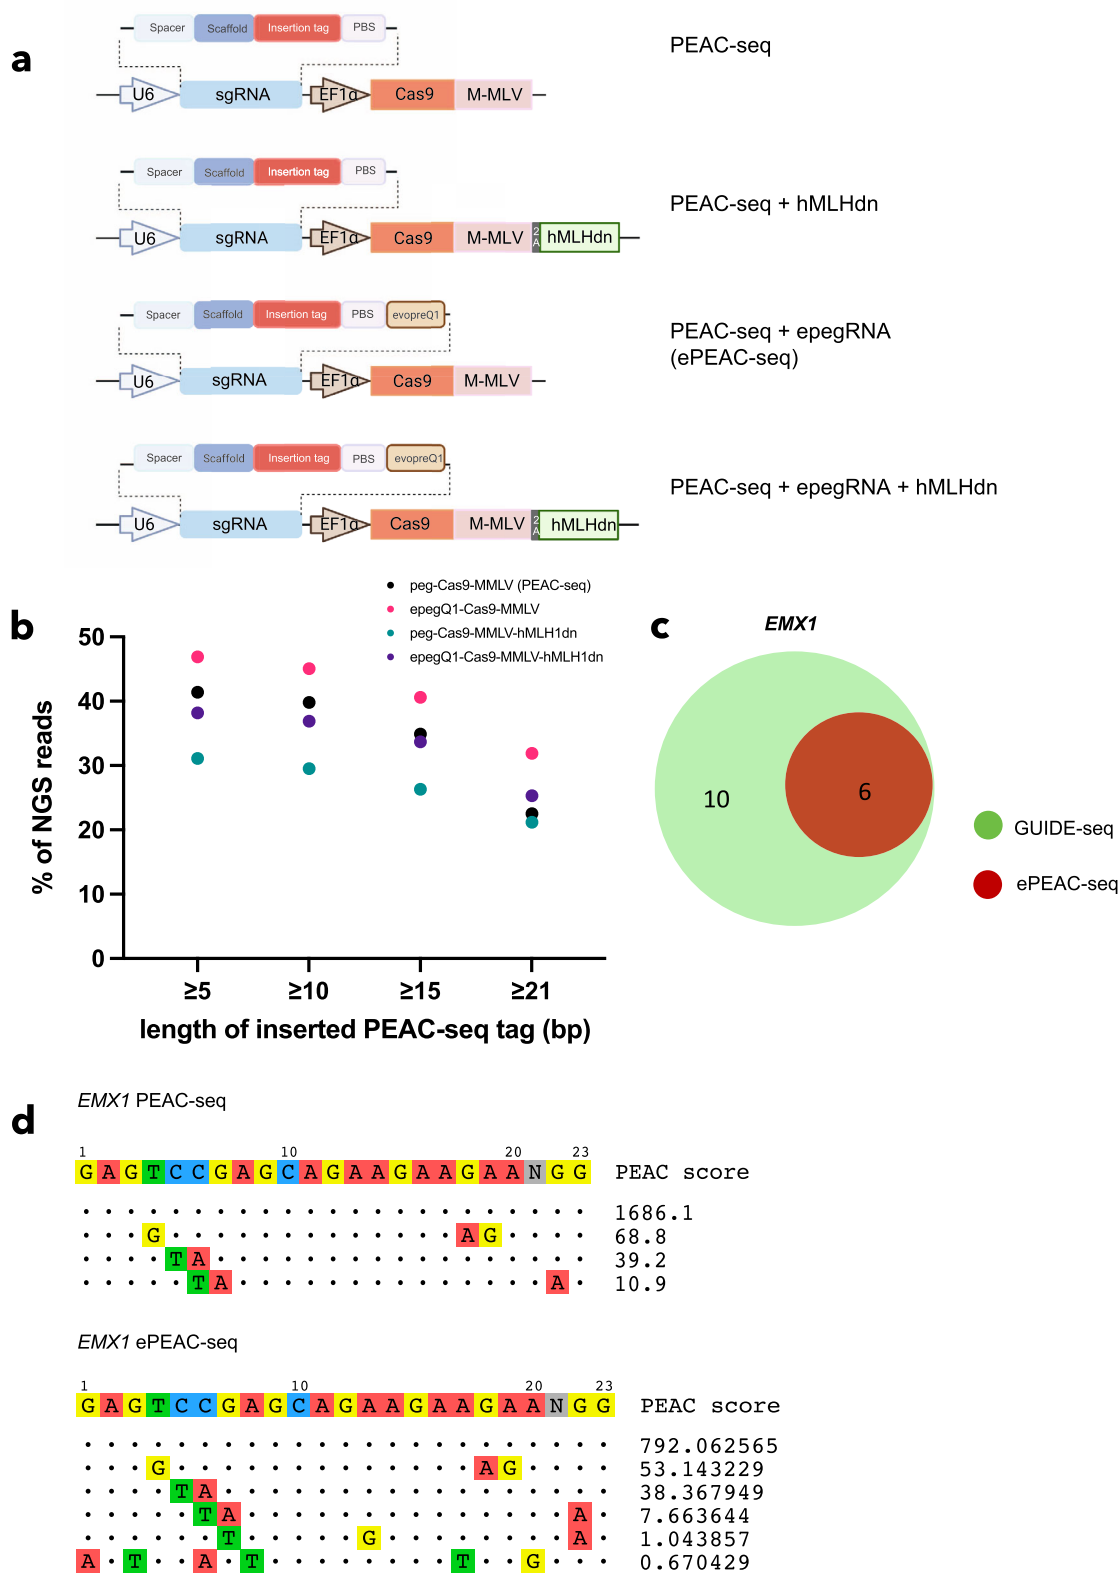 a
Spacer Scaffold Insertion tag PBS
PEAC-seq
U6 sgRNA EF1α Cas9 M-MLV
Spacer Scaffold Insertion tag PBS
PEAC-seq + hMLHdn
U6 sgRNA EF1α Cas9 M-MLV 2A hMLHdn
Spacer Scaffold Insertion tag PBS evopreQ1
PEAC-seq + epegRNA
(ePEAC-seq)
U6 sgRNA EF1α Cas9 M-MLV
Spacer Scaffold Insertion tag PBS evopreQ1
PEAC-seq + epegRNA + hMLHdn
U6 sgRNA EF1α Cas9 M-MLV 2A hMLHdn
b
peg-Cas9-MMLV (PEAC-seq)
epegQ1-Cas9-MMLV
peg-Cas9-MMLV-hMLH1dn
epegQ1-Cas9-MMLV-hMLH1dn
% of NGS reads
50
40
30
20
10
0
≥5 ≥10 ≥15 ≥21
length of inserted PEAC-seq tag (bp)
c
EMX1
10 6
GUIDE-seq
ePEAC-seq
d
EMX1 PEAC-seq
1 10 20 23
G A G T C C G A G C A G A A G A A G A A N G G PEAC score
· · · · · · · · · · · · · · · · · · · · · · · 1686.1
· · · G · · · · · · · · · · · · · A G · · · · 68.8
· · · · T A · · · · · · · · · · · · · · · · · 39.2
· · · · · T A · · · · · · · · · · · · · · A · 10.9
EMX1 ePEAC-seq
1 10 20 23
G A G T C C G A G C A G A A G A A G A A N G G PEAC score
· · · · · · · · · · · · · · · · · · · · · · · 792.062565
· · · G · · · · · · · · · · · · · A G · · · · 53.143229
· · · · T A · · · · · · · · · · · · · · · · · 38.367949
· · · · · T A · · · · · · · · · · · · · · A · 7.663644
· · · · · · T · · · · · G · · · · · · · · A · 1.043857
A · T · · A · T · · · · · · · · T · · G · · · 0.670429